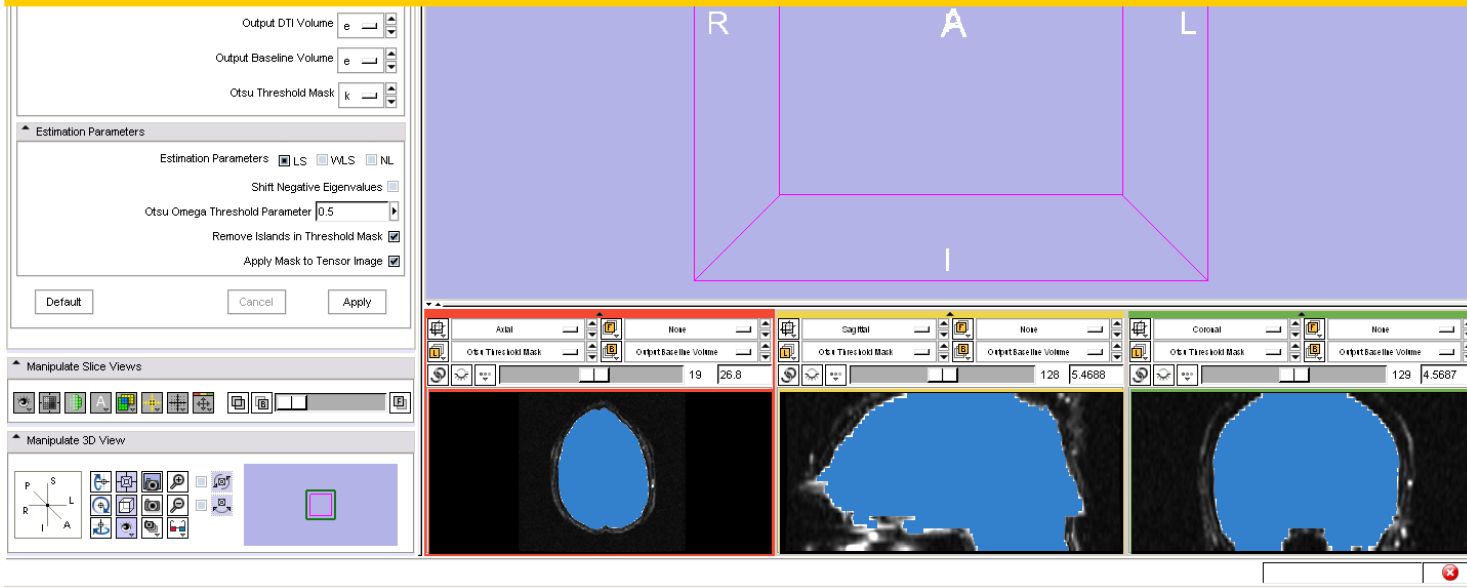 Output DTI Volume e
Output Baseline Volume e
Otsu Threshold Mask k
Estimation Parameters
Estimation Parameters LS WLS NL
Shift Negative Eigenvalues
Otsu Omega Threshold Parameter 0.5
Remove Islands in Threshold Mask
Apply Mask to Tensor Image
Default Cancel Apply
Manipulate Slice Views
A B F
Manipulate 3D View
P S
R L
I A
R A L
I
Axial F None
L Otsu Threshold Mask B Output Baseline Volume
19 26.8
Sagittal F None
L Otsu Threshold Mask B Output Baseline Volume
128 5.4688
Coronal F None
L Otsu Threshold Mask B Output Baseline Volume
129 4.5687